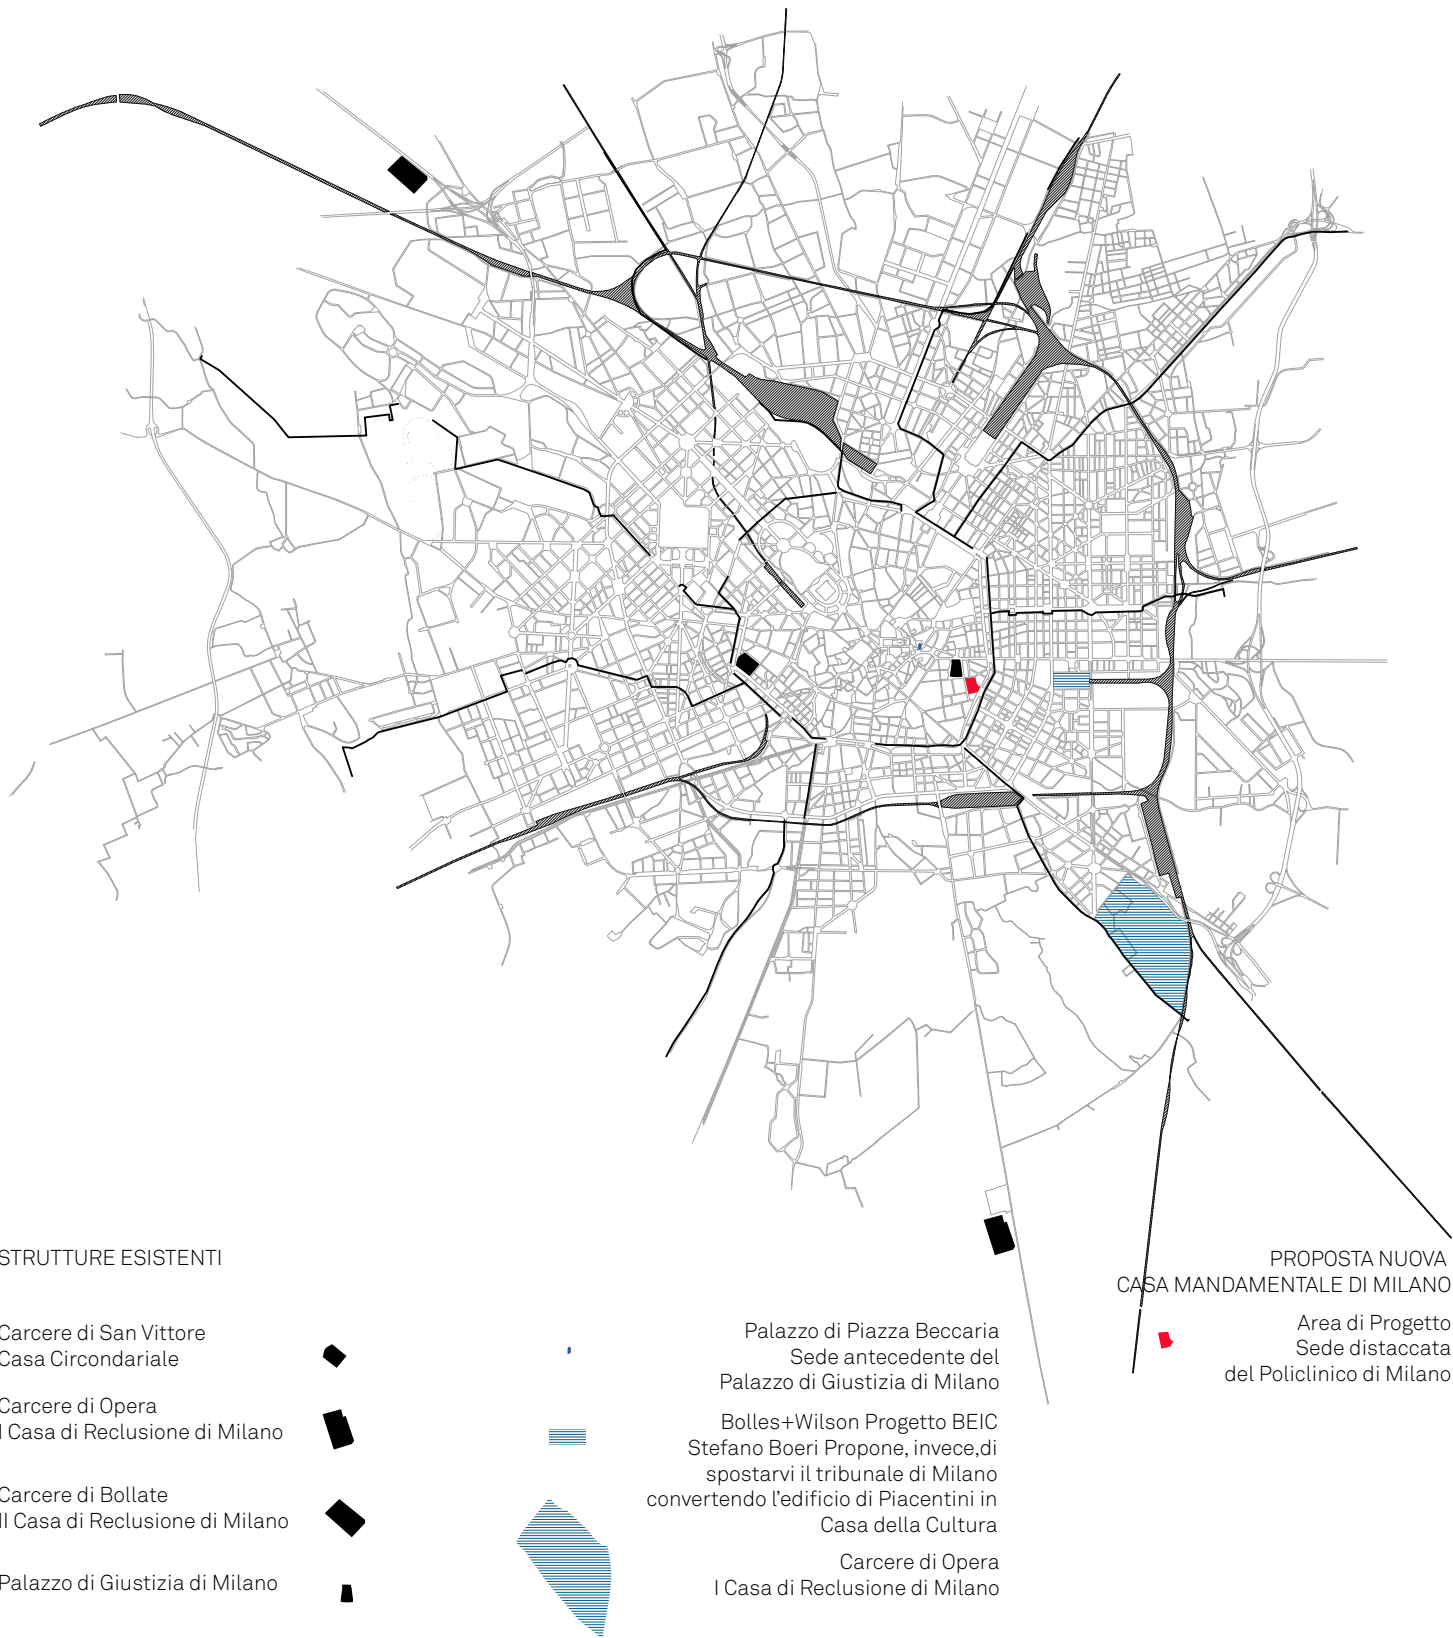 STRUTTURE ESISTENTI
Carcere di San Vittore
Casa Circondariale
Carcere di Opera
I Casa di Reclusione di Milano
Carcere di Bollate
II Casa di Reclusione di Milano
Palazzo di Giustizia di Milano
Palazzo di Piazza Beccaria
Sede antecedente del
Palazzo di Giustizia di Milano
Bolles+Wilson Progetto BEIC
Stefano Boeri Propone, invece,di
spostarvi il tribunale di Milano
convertendo l’edificio di Piacentini in
Casa della Cultura
Carcere di Opera
I Casa di Reclusione di Milano
PROPOSTA NUOVA
CASA MANDAMENTALE DI MILANO
Area di Progetto
Sede distaccata
del Policlinico di Milano